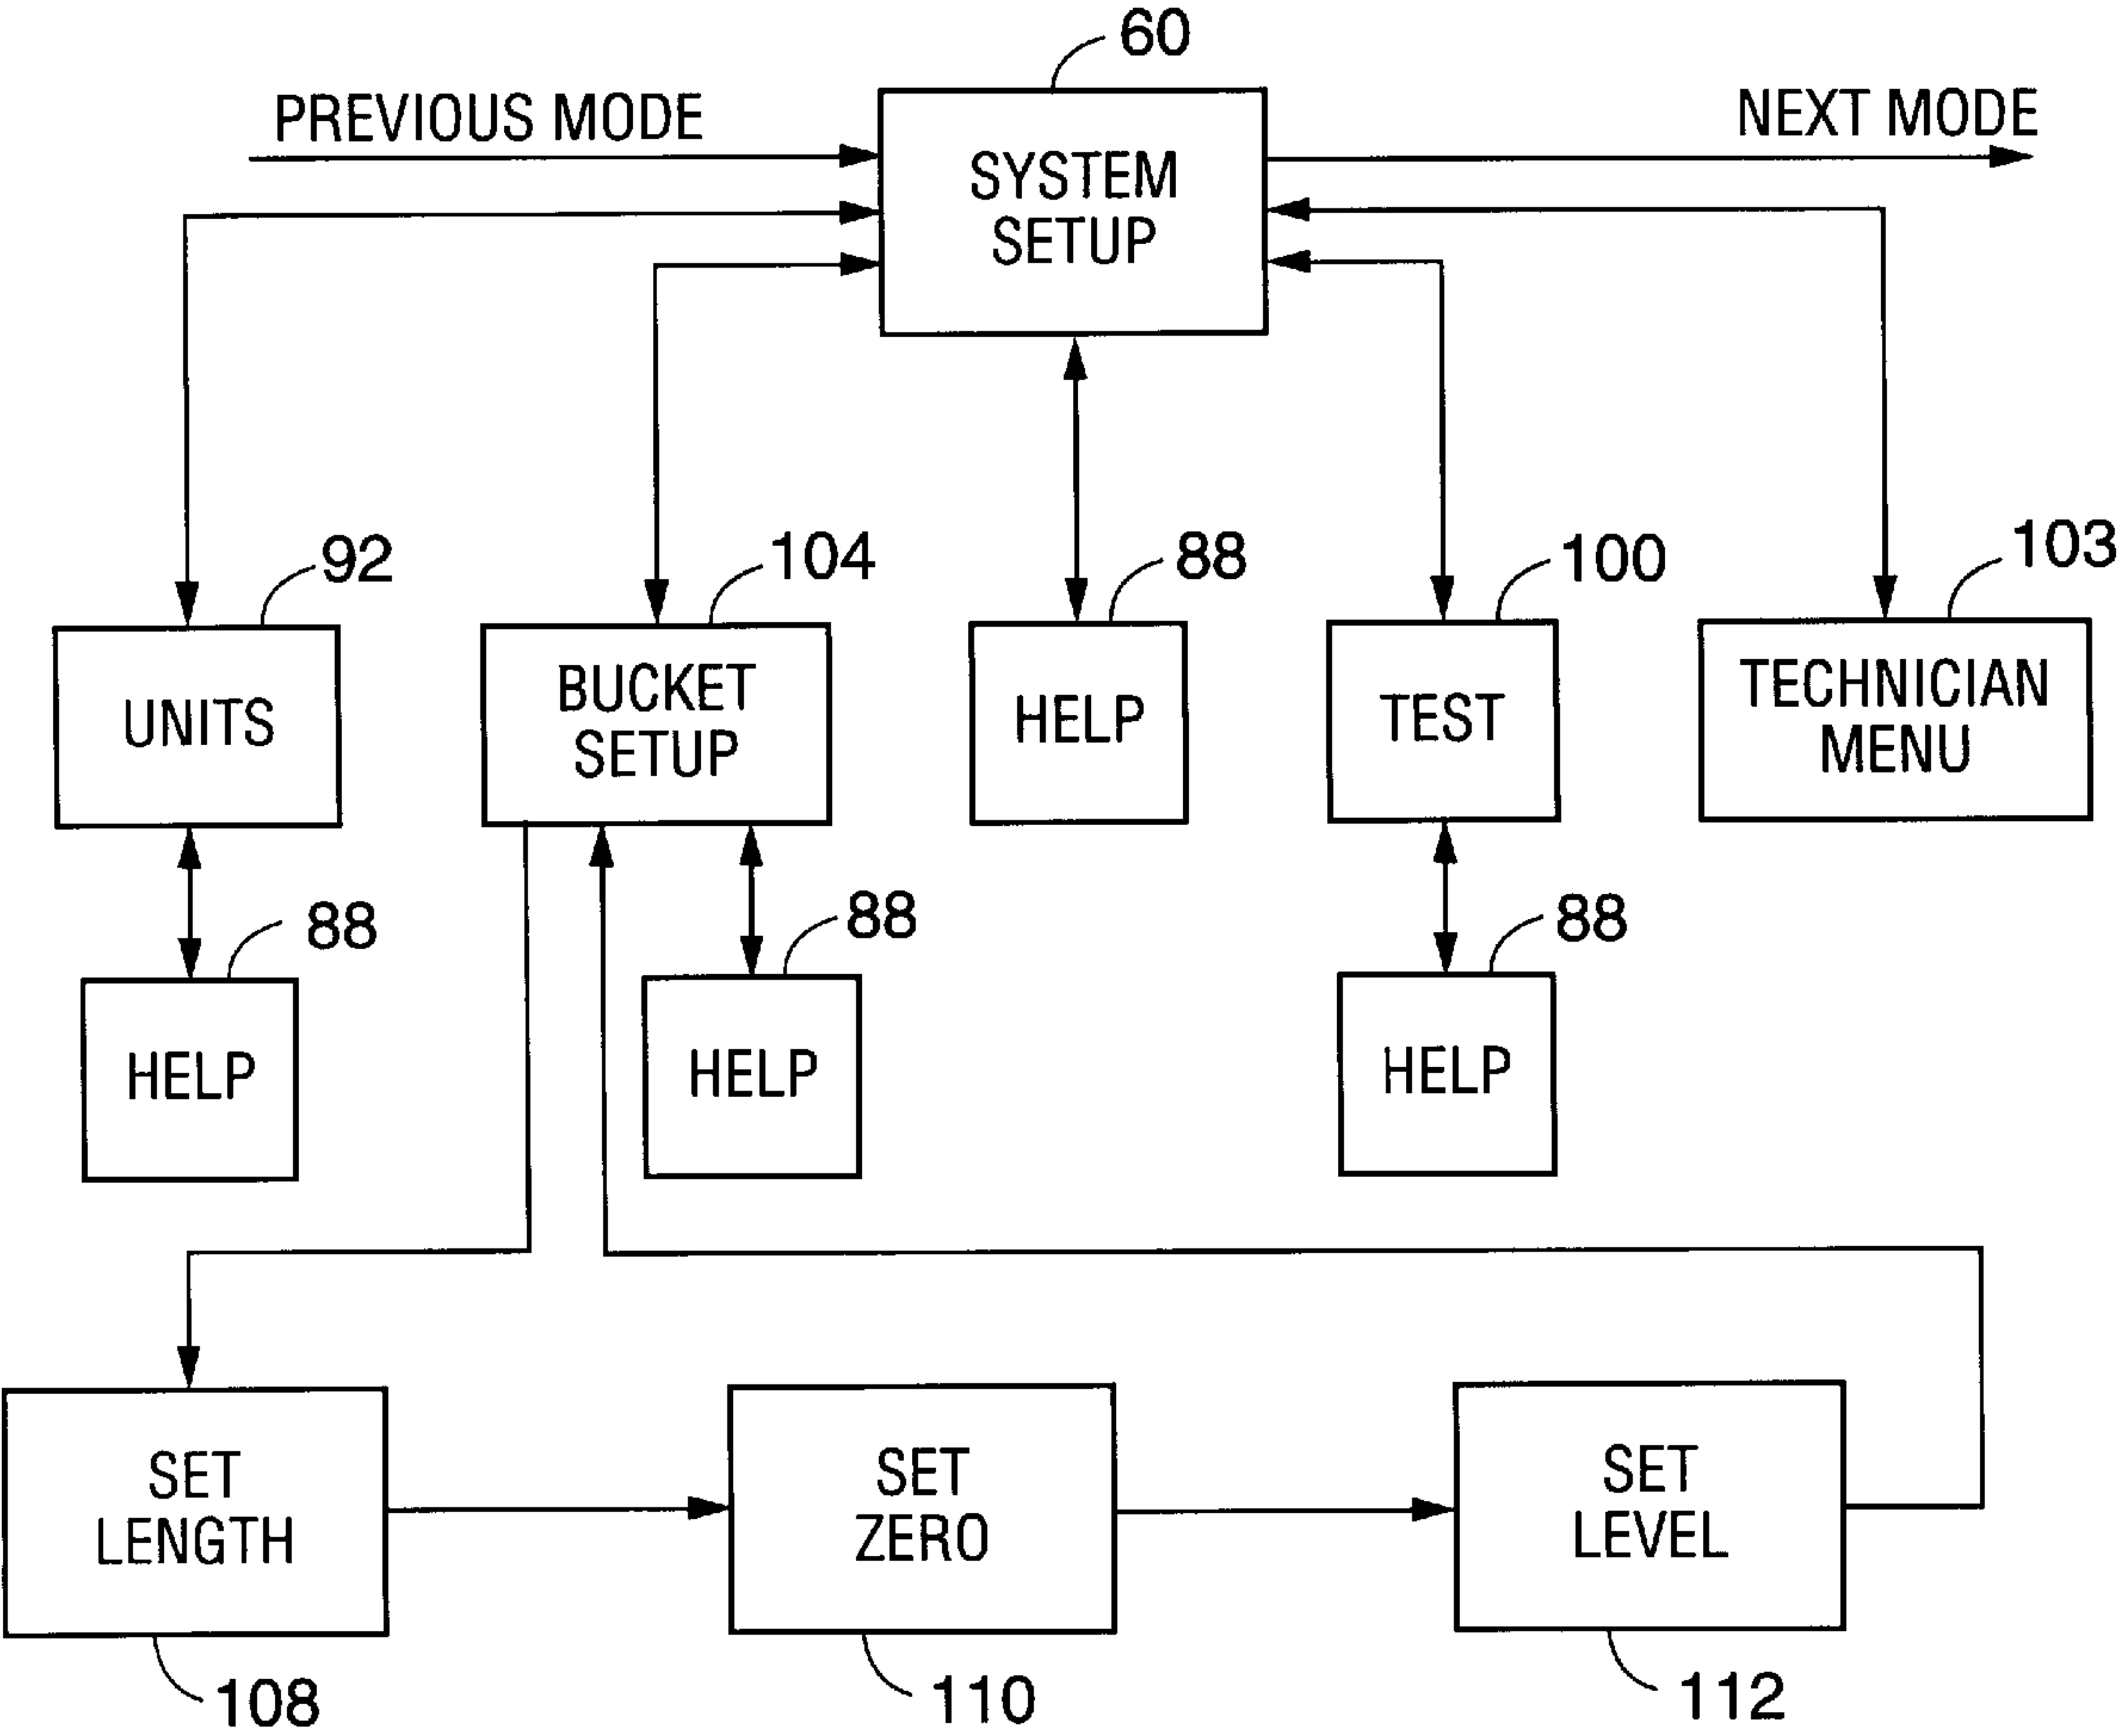 60
PREVIOUS MODE
NEXT MODE
SYSTEM
SETUP
92
104
88
100
103
UNITS
BUCKET
SETUP
HELP
TEST
TECHNICIAN
MENU
88
88
88
HELP
HELP
HELP
SET
LENGTH
SET
ZERO
SET
LEVEL
108
110
112